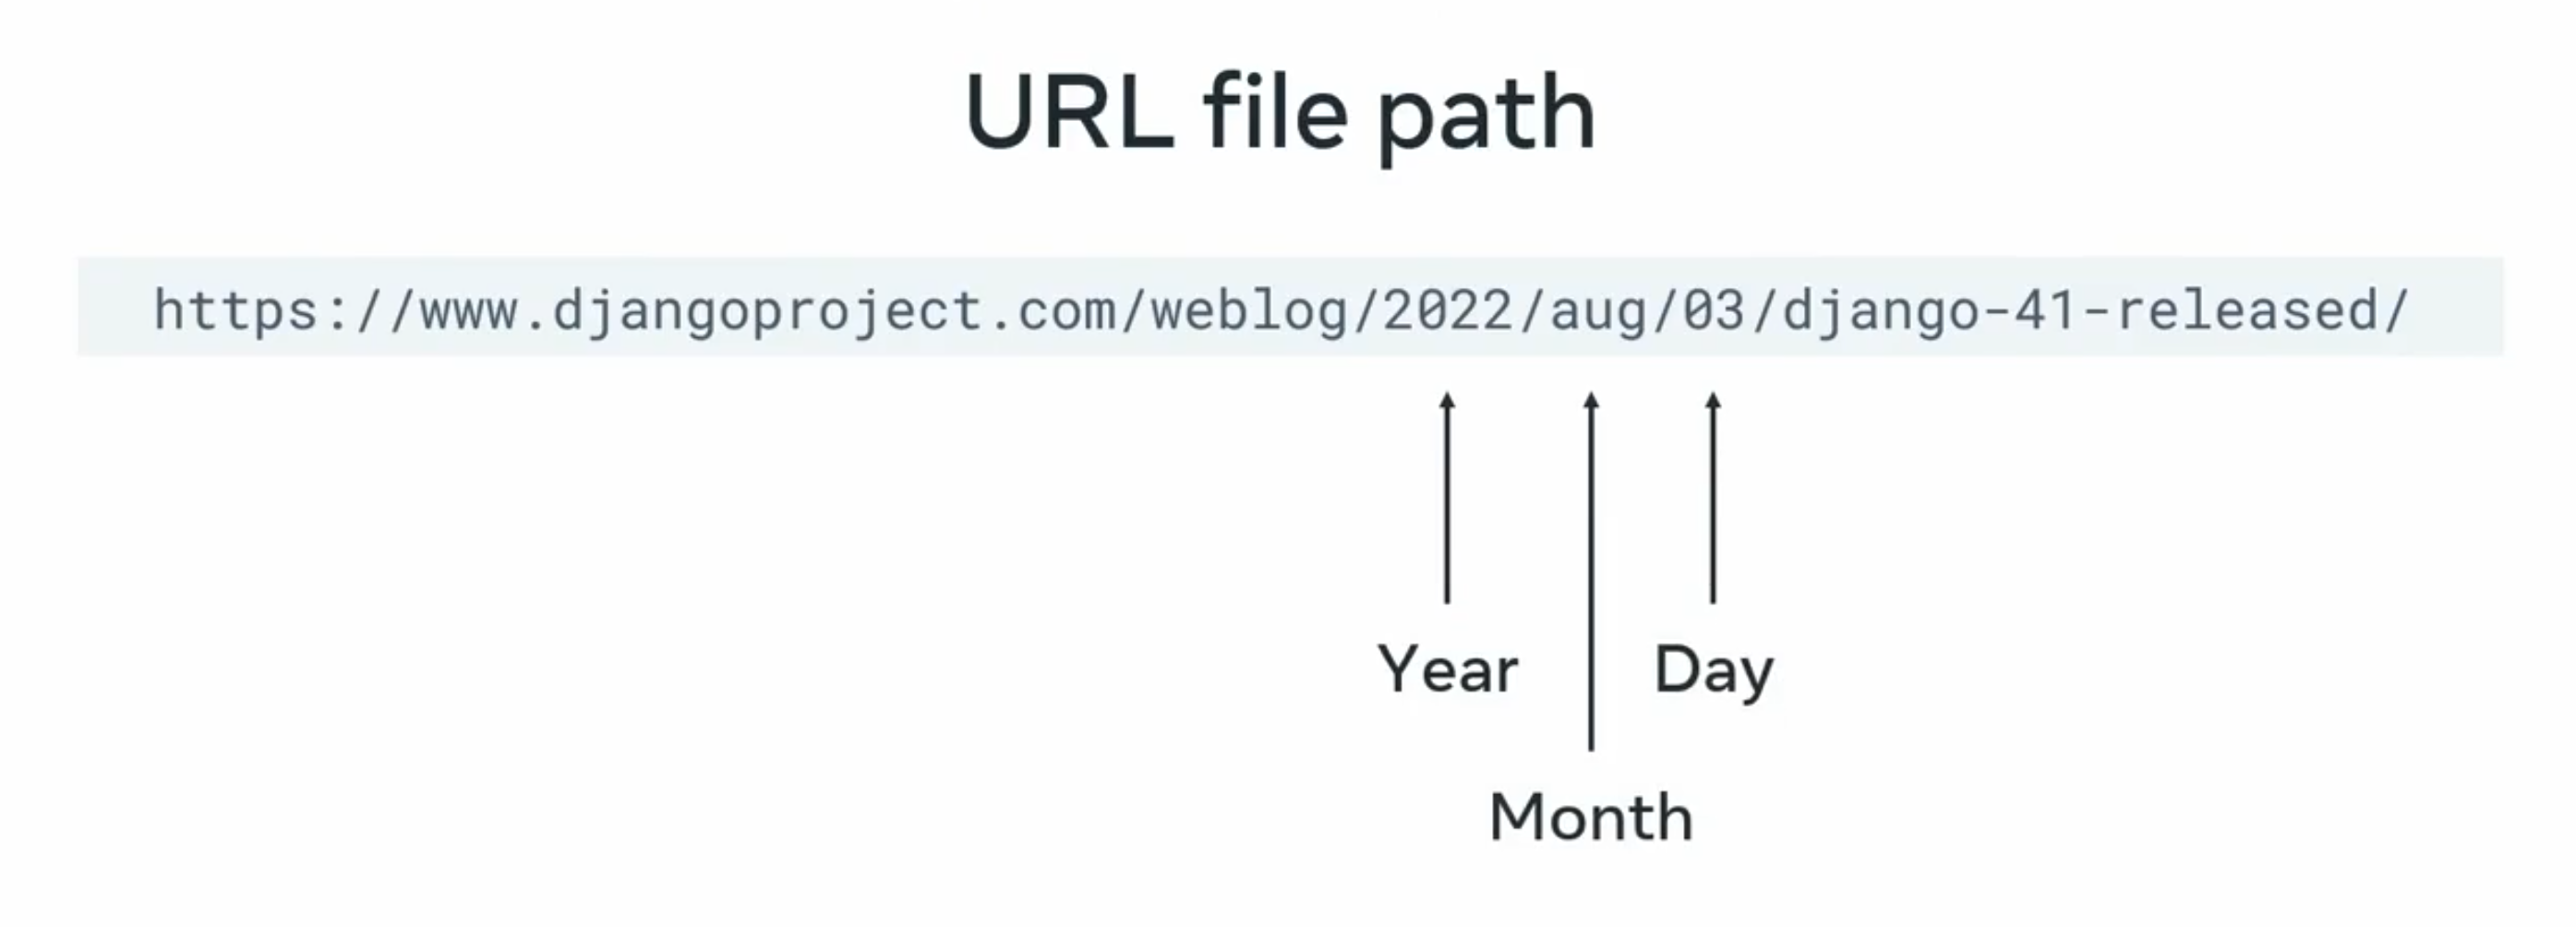 URL file path
https://www.djangoproject.com/weblog/2022/aug/03/django-41-released/
Year
Day
Month